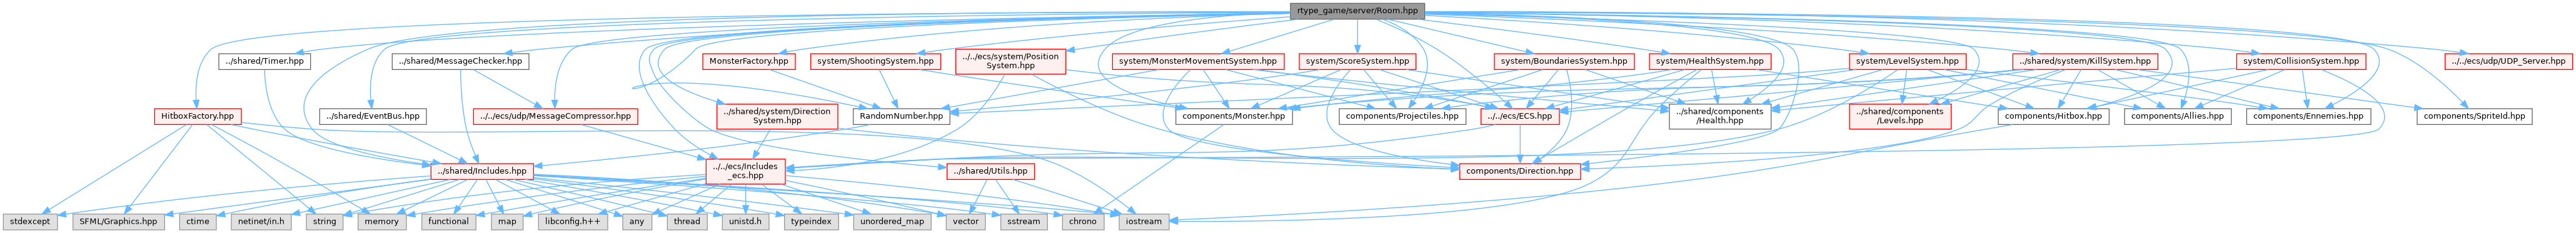 rtype_game/server/Room.hpp
../shared/Timer.hpp
../shared/MessageChecker.hpp
MonsterFactory.hpp
system/ShootingSystem.hpp
../../ecs/system/Position
System.hpp
system/MonsterMovementSystem.hpp
system/ScoreSystem.hpp
system/BoundariesSystem.hpp
system/HealthSystem.hpp
system/LevelSystem.hpp
../shared/system/KillSystem.hpp
system/CollisionSystem.hpp
../../ecs/udp/UDP_Server.hpp
HitboxFactory.hpp
../shared/EventBus.hpp
../../ecs/udp/MessageCompressor.hpp
../shared/system/Direction
System.hpp
RandomNumber.hpp
components/Monster.hpp
components/Projectiles.hpp
../../ecs/ECS.hpp
../shared/components
/Health.hpp
../shared/components
/Levels.hpp
components/Hitbox.hpp
components/Allies.hpp
components/Ennemies.hpp
components/SpriteId.hpp
../shared/Includes.hpp
../../ecs/Includes
_ecs.hpp
../shared/Utils.hpp
components/Direction.hpp
stdexcept
SFML/Graphics.hpp
ctime
netinet/in.h
string
memory
functional
map
libconfig.h++
any
thread
unistd.h
typeindex
unordered_map
vector
sstream
chrono
iostream